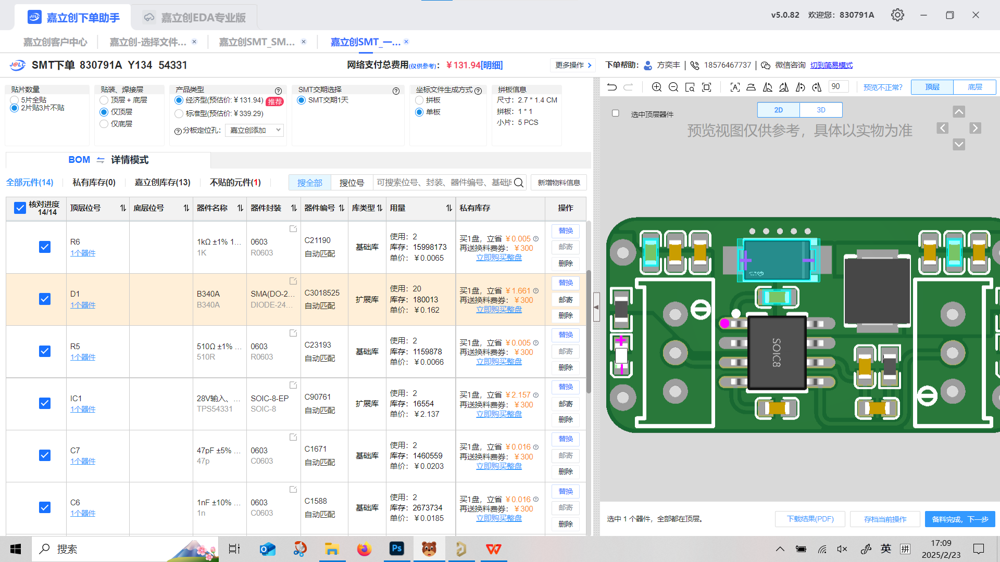 嘉立创下单助手
嘉立创EDA专业版
v5.0.82 欢迎您：830791A
嘉立创客户中心
嘉立创-选择文件...
嘉立创SMT_SM...
嘉立创SMT_一...
SMT下单 830791A Y134 54331
网络支付总费用(仅供参考)：￥131.94[明细]
更多操作
下单帮助： 方奕丰 18576467737 微信咨询 切到简易模式
贴片数量
5片全贴
2片贴3片不贴
贴装、焊接层
顶层 + 底层
仅顶层
仅底层
产品类型
经济型(预估价:￥131.94) 推荐
标准型(预估价:￥339.29)
分板定位孔： 嘉立创添加
SMT交期选择
SMT交期1天
坐标文件生成方式
拼板
单板
拼板信息
尺寸：2.7 * 1.4 CM
拼板：1 * 1
小片：5 PCS
90
预览不正常?
顶层 底层
选中顶层器件
2D 3D
预览视图仅供参考，具体以实物为准
BOM 详情模式
全部元件(14) 私有库存(0) 嘉立创库存(13) 不贴的元件(1)
搜全部 搜位号 可搜索位号、封装、器件编号、基础库
新增物料信息
核对进度
14/14
顶层位号 底层位号 器件名称 器件封装 器件编号 库类型 用量 私有库存 操作
R6
1个器件
1kΩ ±1% 1...
1K
0603
R0603
C21190
自动匹配
基础库
使用：2
库存：15998173
单价：￥0.0065
买1盘，立省 ￥0.005
再送换料费券：￥300
立即购买整盘
替换
邮寄
删除
D1
1个器件
B340A
B340A
SMA(DO-2...
DIODE-24...
C3018525
自动匹配
扩展库
使用：20
库存：180013
单价：￥0.162
买1盘，立省 ￥1.661
再送换料费券：￥300
立即购买整盘
替换
邮寄
删除
R5
1个器件
510Ω ±1% ...
510R
0603
R0603
C23193
自动匹配
基础库
使用：2
库存：1159878
单价：￥0.0066
买1盘，立省 ￥0.005
再送换料费券：￥300
立即购买整盘
替换
邮寄
删除
IC1
1个器件
28V输入、...
TPS54331
SOIC-8-EP
SOIC-8
C90761
自动匹配
扩展库
使用：2
库存：16554
单价：￥2.137
买1盘，立省 ￥2.157
再送换料费券：￥300
立即购买整盘
替换
邮寄
删除
C7
1个器件
47pF ±5% ...
47p
0603
C0603
C1671
自动匹配
基础库
使用：2
库存：1460559
单价：￥0.0203
买1盘，立省 ￥0.016
再送换料费券：￥300
立即购买整盘
替换
邮寄
删除
C6
1个器件
1nF ±10% ...
1n
0603
C0603
C1588
自动匹配
基础库
使用：2
库存：2673734
单价：￥0.0185
买1盘，立省 ￥0.016
再送换料费券：￥300
立即购买整盘
替换
邮寄
删除
SOIC8
选中 1 个器件，全部都在顶层。
下载结果(PDF)
存档当前操作
备料完成，下一步
搜索
Ps
英
拼
17:09
2025/2/23